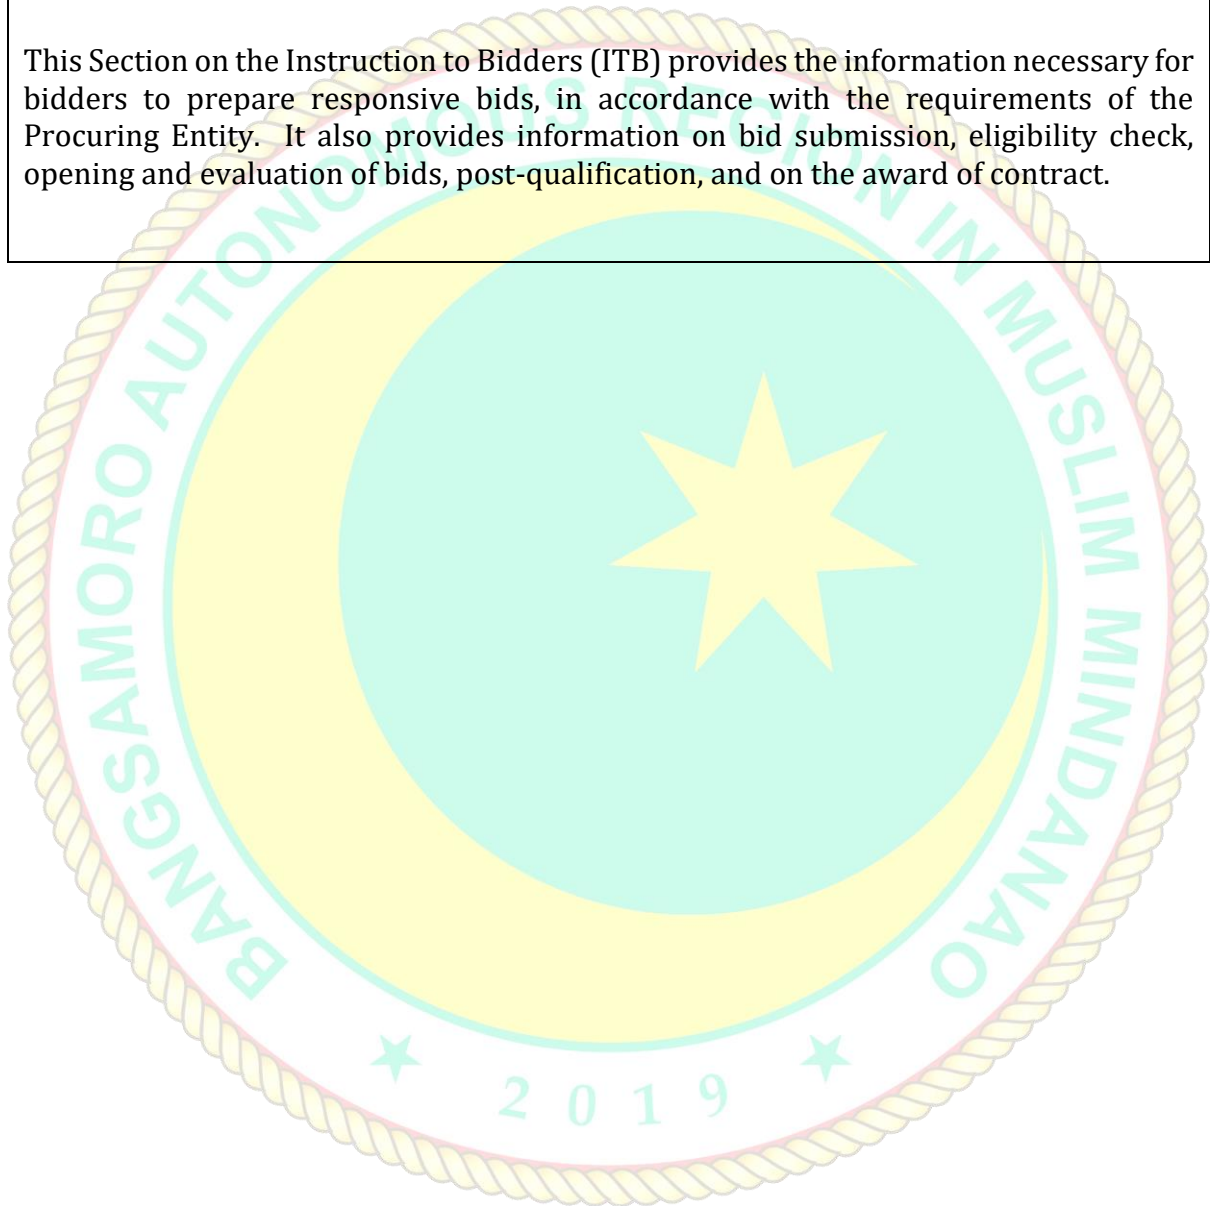 This Section on the Instruction to Bidders (ITB) provides the information necessary for
bidders to prepare responsive bids, in accordance with the requirements of the
Procuring Entity.  It also provides information on bid submission, eligibility check,
opening and evaluation of bids, post-qualification, and on the award of contract.
BANGSAMORO AUTONOMOUS REGION IN MUSLIM MINDANAO
2019